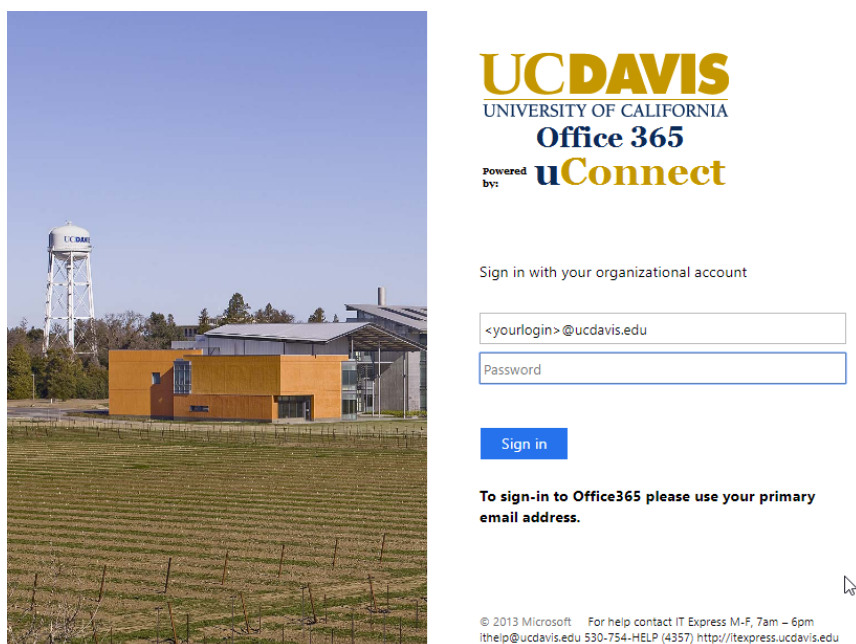 UC DAVIS
UCDAVIS
UNIVERSITY OF CALIFORNIA
Office 365
Powered
by:
uConnect
Sign in with your organizational account
<yourlogin>@ucdavis.edu
Password
Sign in
To sign-in to Office365 please use your primary
email address.
© 2013 Microsoft For help contact IT Express M-F, 7am – 6pm
ithelp@ucdavis.edu 530-754-HELP (4357) http://itexpress.ucdavis.edu